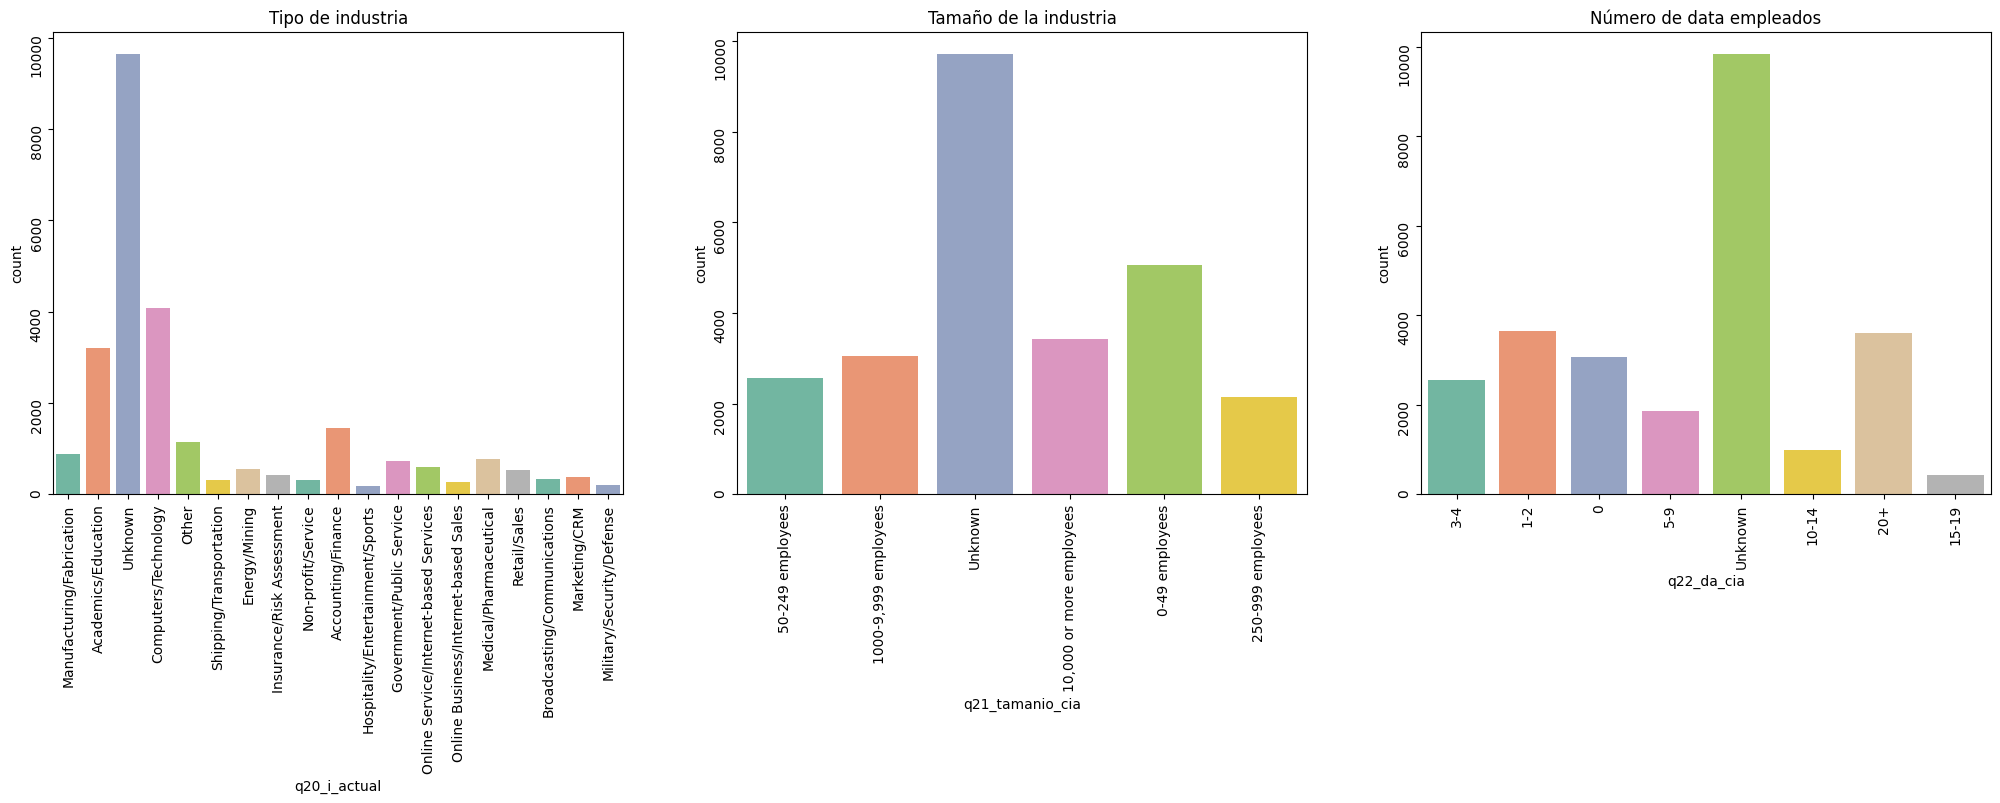 Tipo de industria
count
10000
8000
6000
4000
2000
0
Manufacturing/Fabrication
Academics/Education
Unknown
Computers/Technology
Other
Shipping/Transportation
Energy/Mining
Insurance/Risk Assessment
Non-profit/Service
Accounting/Finance
Hospitality/Entertainment/Sports
Government/Public Service
Online Service/Internet-based Services
Online Business/Internet-based Sales
Medical/Pharmaceutical
Retail/Sales
Broadcasting/Communications
Marketing/CRM
Military/Security/Defense
q20_i_actual
Tamaño de la industria
count
10000
8000
6000
4000
2000
0
50-249 employees
1000-9,999 employees
Unknown
10,000 or more employees
0-49 employees
250-999 employees
q21_tamanio_cia
Número de data empleados
count
10000
8000
6000
4000
2000
0
3-4
1-2
0
5-9
Unknown
10-14
20+
15-19
q22_da_cia